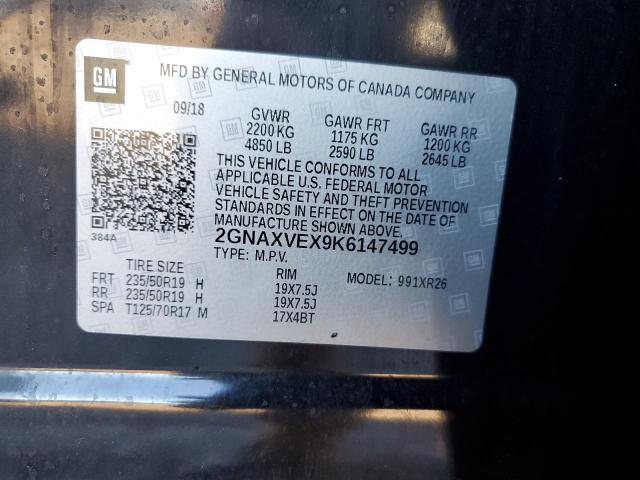 GM
MFD BY GENERAL MOTORS OF CANADA COMPANY
09/18 GVWR GAWR FRT GAWR RR
2200 KG 1175 KG 1200 KG
4850 LB 2590 LB 2645 LB
THIS VEHICLE CONFORMS TO ALL
APPLICABLE U.S. FEDERAL MOTOR
VEHICLE SAFETY AND THEFT PREVENTION
STANDARDS IN EFFECT ON THE DATE OF
MANUFACTURE SHOWN ABOVE.
384A
2GNAXVEX9K6147499
TYPE: M.P.V.
TIRE SIZE RIM MODEL: 991XR26
FRT 235/50R19 H 19X7.5J
RR 235/50R19 H 19X7.5J
SPA T125/70R17 M 17X4BT